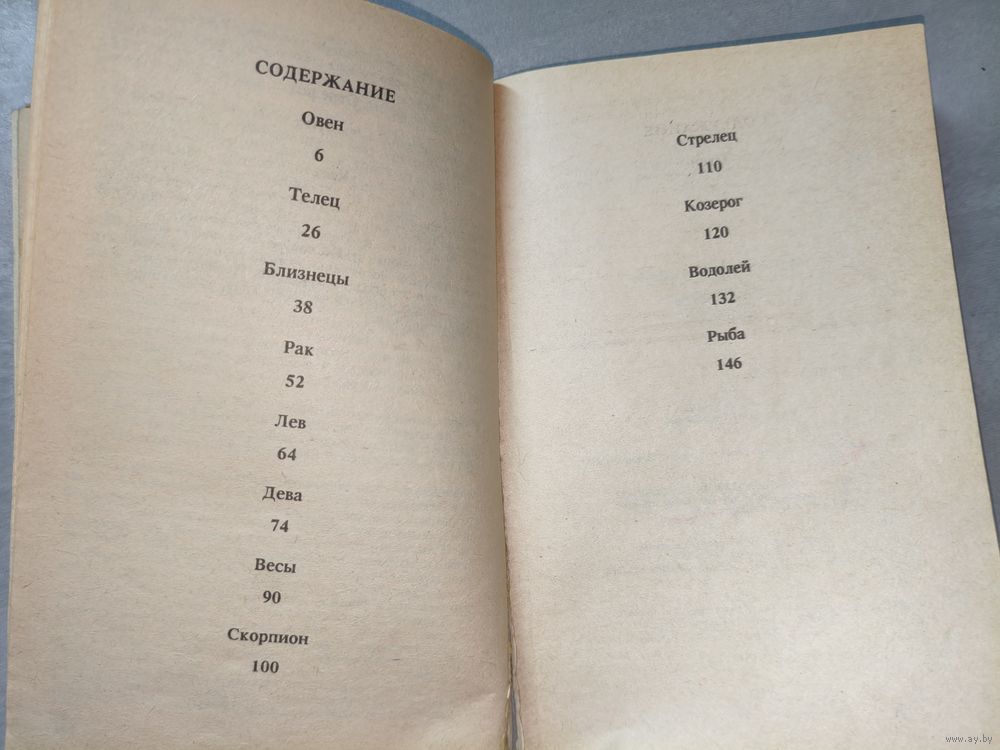 СОДЕРЖАНИЕ
Овен
6
Телец
26
Близнецы
38
Рак
52
Лев
64
Дева
74
Весы
90
Скорпион
100
Стрелец
110
Козерог
120
Водолей
132
Рыба
146
www.ay.by